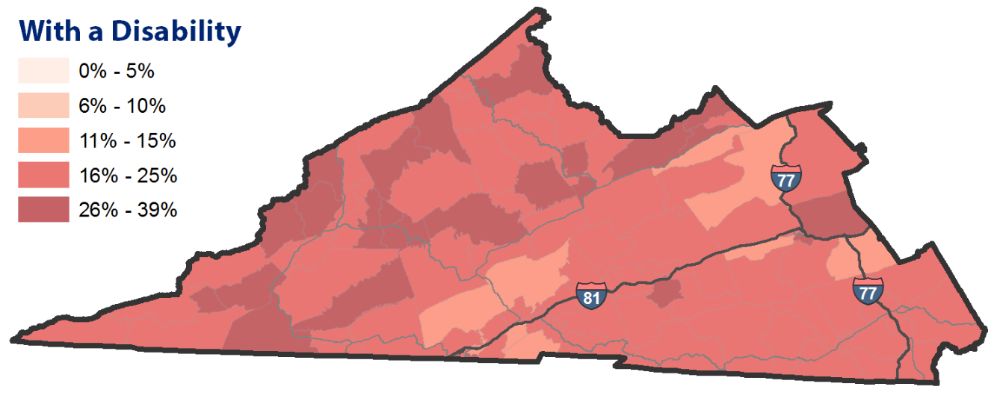 With a Disability
0% - 5%
6% - 10%
11% - 15%
16% - 25%
26% - 39%
77
81
77